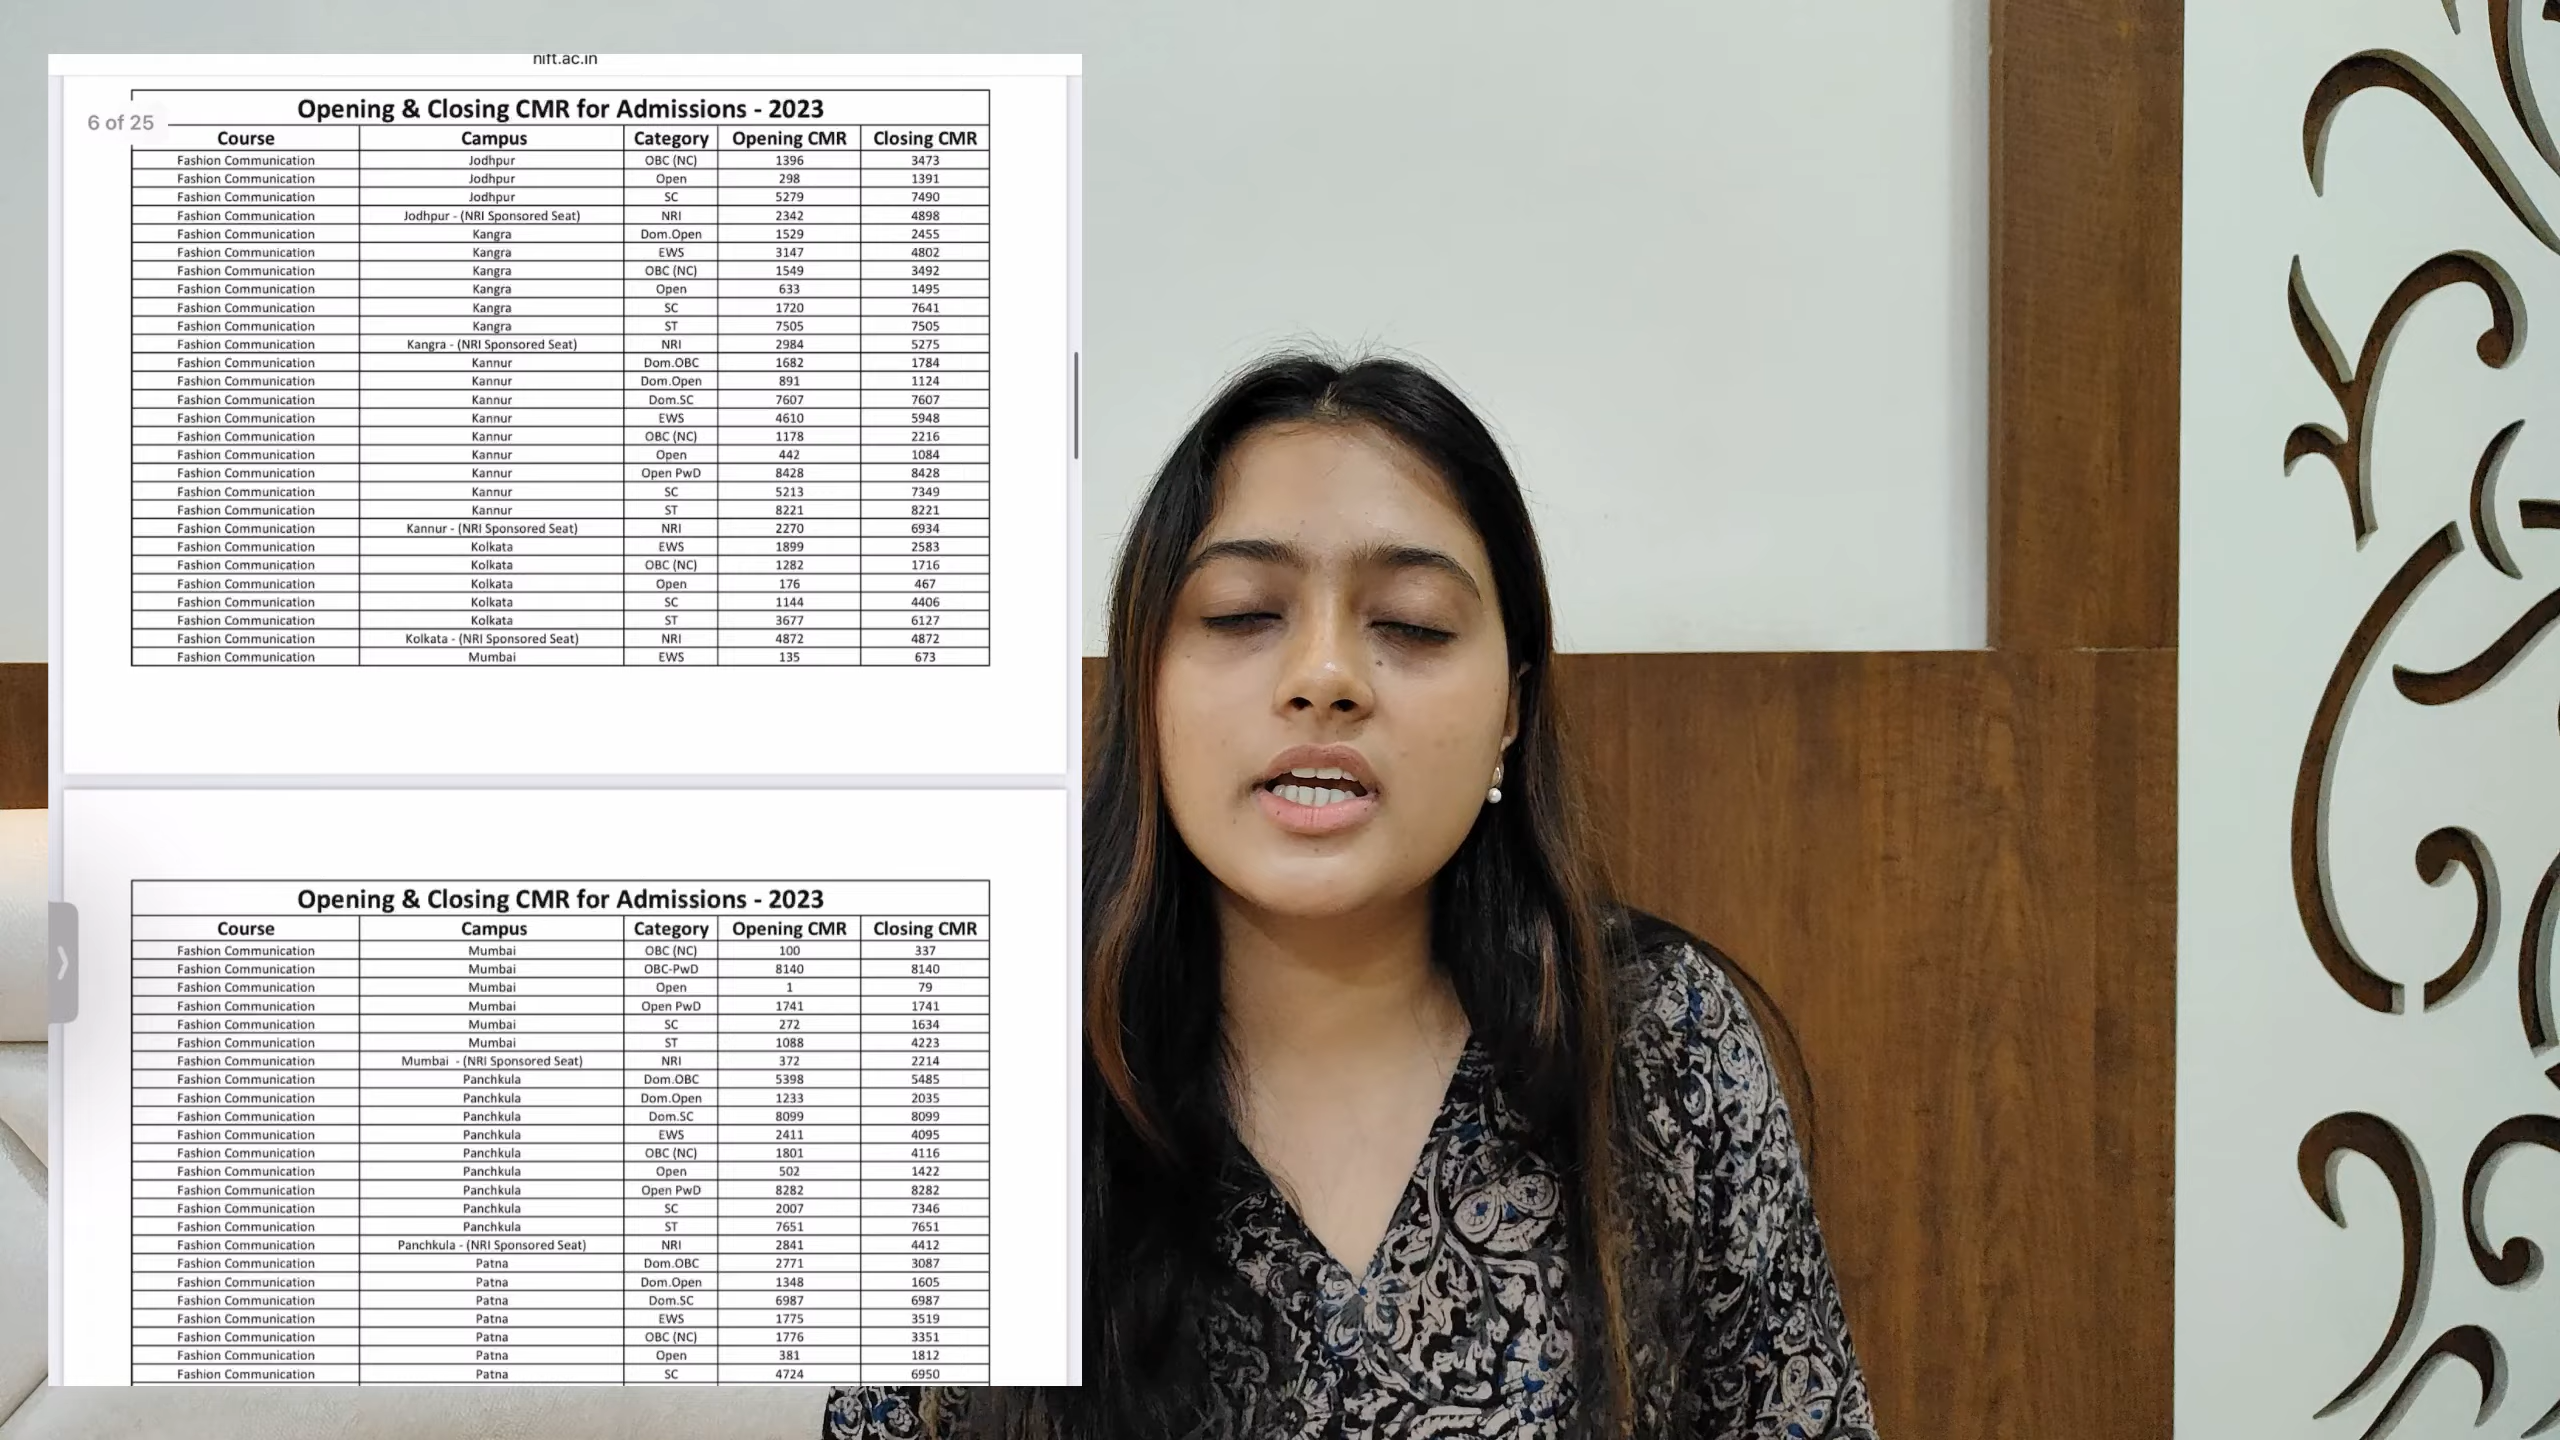 nift.ac.in
6 of 25
Opening & Closing CMR for Admissions - 2023
Course Campus Category Opening CMR Closing CMR
Fashion Communication Jodhpur OBC (NC) 1396 3473
Fashion Communication Jodhpur Open 298 1391
Fashion Communication Jodhpur SC 5279 7490
Fashion Communication Jodhpur - (NRI Sponsored Seat) NRI 2342 4898
Fashion Communication Kangra Dom.Open 1529 2455
Fashion Communication Kangra EWS 3147 4802
Fashion Communication Kangra OBC (NC) 1549 3492
Fashion Communication Kangra Open 633 1495
Fashion Communication Kangra SC 1720 7641
Fashion Communication Kangra ST 7505 7505
Fashion Communication Kangra - (NRI Sponsored Seat) NRI 2984 5275
Fashion Communication Kannur Dom.OBC 1682 1784
Fashion Communication Kannur Dom.Open 891 1124
Fashion Communication Kannur Dom.SC 7607 7607
Fashion Communication Kannur EWS 4610 5948
Fashion Communication Kannur OBC (NC) 1178 2216
Fashion Communication Kannur Open 442 1084
Fashion Communication Kannur Open PwD 8428 8428
Fashion Communication Kannur SC 5213 7349
Fashion Communication Kannur ST 8221 8221
Fashion Communication Kannur - (NRI Sponsored Seat) NRI 2270 6934
Fashion Communication Kolkata EWS 1899 2583
Fashion Communication Kolkata OBC (NC) 1282 1716
Fashion Communication Kolkata Open 176 467
Fashion Communication Kolkata SC 1144 4406
Fashion Communication Kolkata ST 3677 6127
Fashion Communication Kolkata - (NRI Sponsored Seat) NRI 4872 4872
Fashion Communication Mumbai EWS 135 673
Opening & Closing CMR for Admissions - 2023
Course Campus Category Opening CMR Closing CMR
Fashion Communication Mumbai OBC (NC) 100 337
Fashion Communication Mumbai OBC-PwD 8140 8140
Fashion Communication Mumbai Open 1 79
Fashion Communication Mumbai Open PwD 1741 1741
Fashion Communication Mumbai SC 272 1634
Fashion Communication Mumbai ST 1088 4223
Fashion Communication Mumbai - (NRI Sponsored Seat) NRI 372 2214
Fashion Communication Panchkula Dom.OBC 5398 5485
Fashion Communication Panchkula Dom.Open 1233 2035
Fashion Communication Panchkula Dom.SC 8099 8099
Fashion Communication Panchkula EWS 2411 4095
Fashion Communication Panchkula OBC (NC) 1801 4116
Fashion Communication Panchkula Open 502 1422
Fashion Communication Panchkula Open PwD 8282 8282
Fashion Communication Panchkula SC 2007 7346
Fashion Communication Panchkula ST 7651 7651
Fashion Communication Panchkula - (NRI Sponsored Seat) NRI 2841 4412
Fashion Communication Patna Dom.OBC 2771 3087
Fashion Communication Patna Dom.Open 1348 1605
Fashion Communication Patna Dom.SC 6987 6987
Fashion Communication Patna EWS 1775 3519
Fashion Communication Patna OBC (NC) 1776 3351
Fashion Communication Patna Open 381 1812
Fashion Communication Patna SC 4724 6950